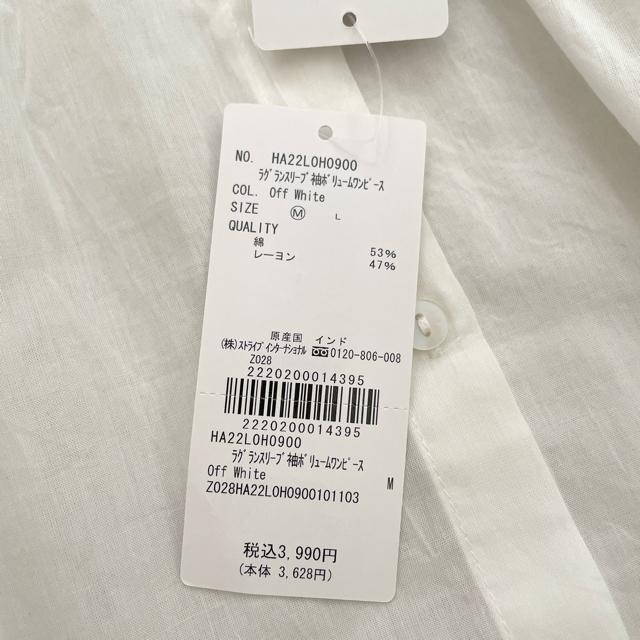 NO. HA22L0H0900
ﾗｸﾞﾗﾝｽﾘｰﾌﾞ袖ﾎﾞﾘｭｰﾑﾜﾝﾋﾟｰｽ
COL. Off White
SIZE Ⓜ L
QUALITY
綿 53%
レーヨン 47%
原産国 インド
(株)ｽﾄﾗｲﾌﾟｲﾝﾀｰﾅｼｮﾅﾙ 0120-806-008
Z028
2220200014395
2220200014395
HA22L0H0900
ﾗｸﾞﾗﾝｽﾘｰﾌﾞ袖ﾎﾞﾘｭｰﾑﾜﾝﾋﾟｰｽ
Off White M
Z028HA22L0H0900101103
税込3,990円
(本体 3,628円)